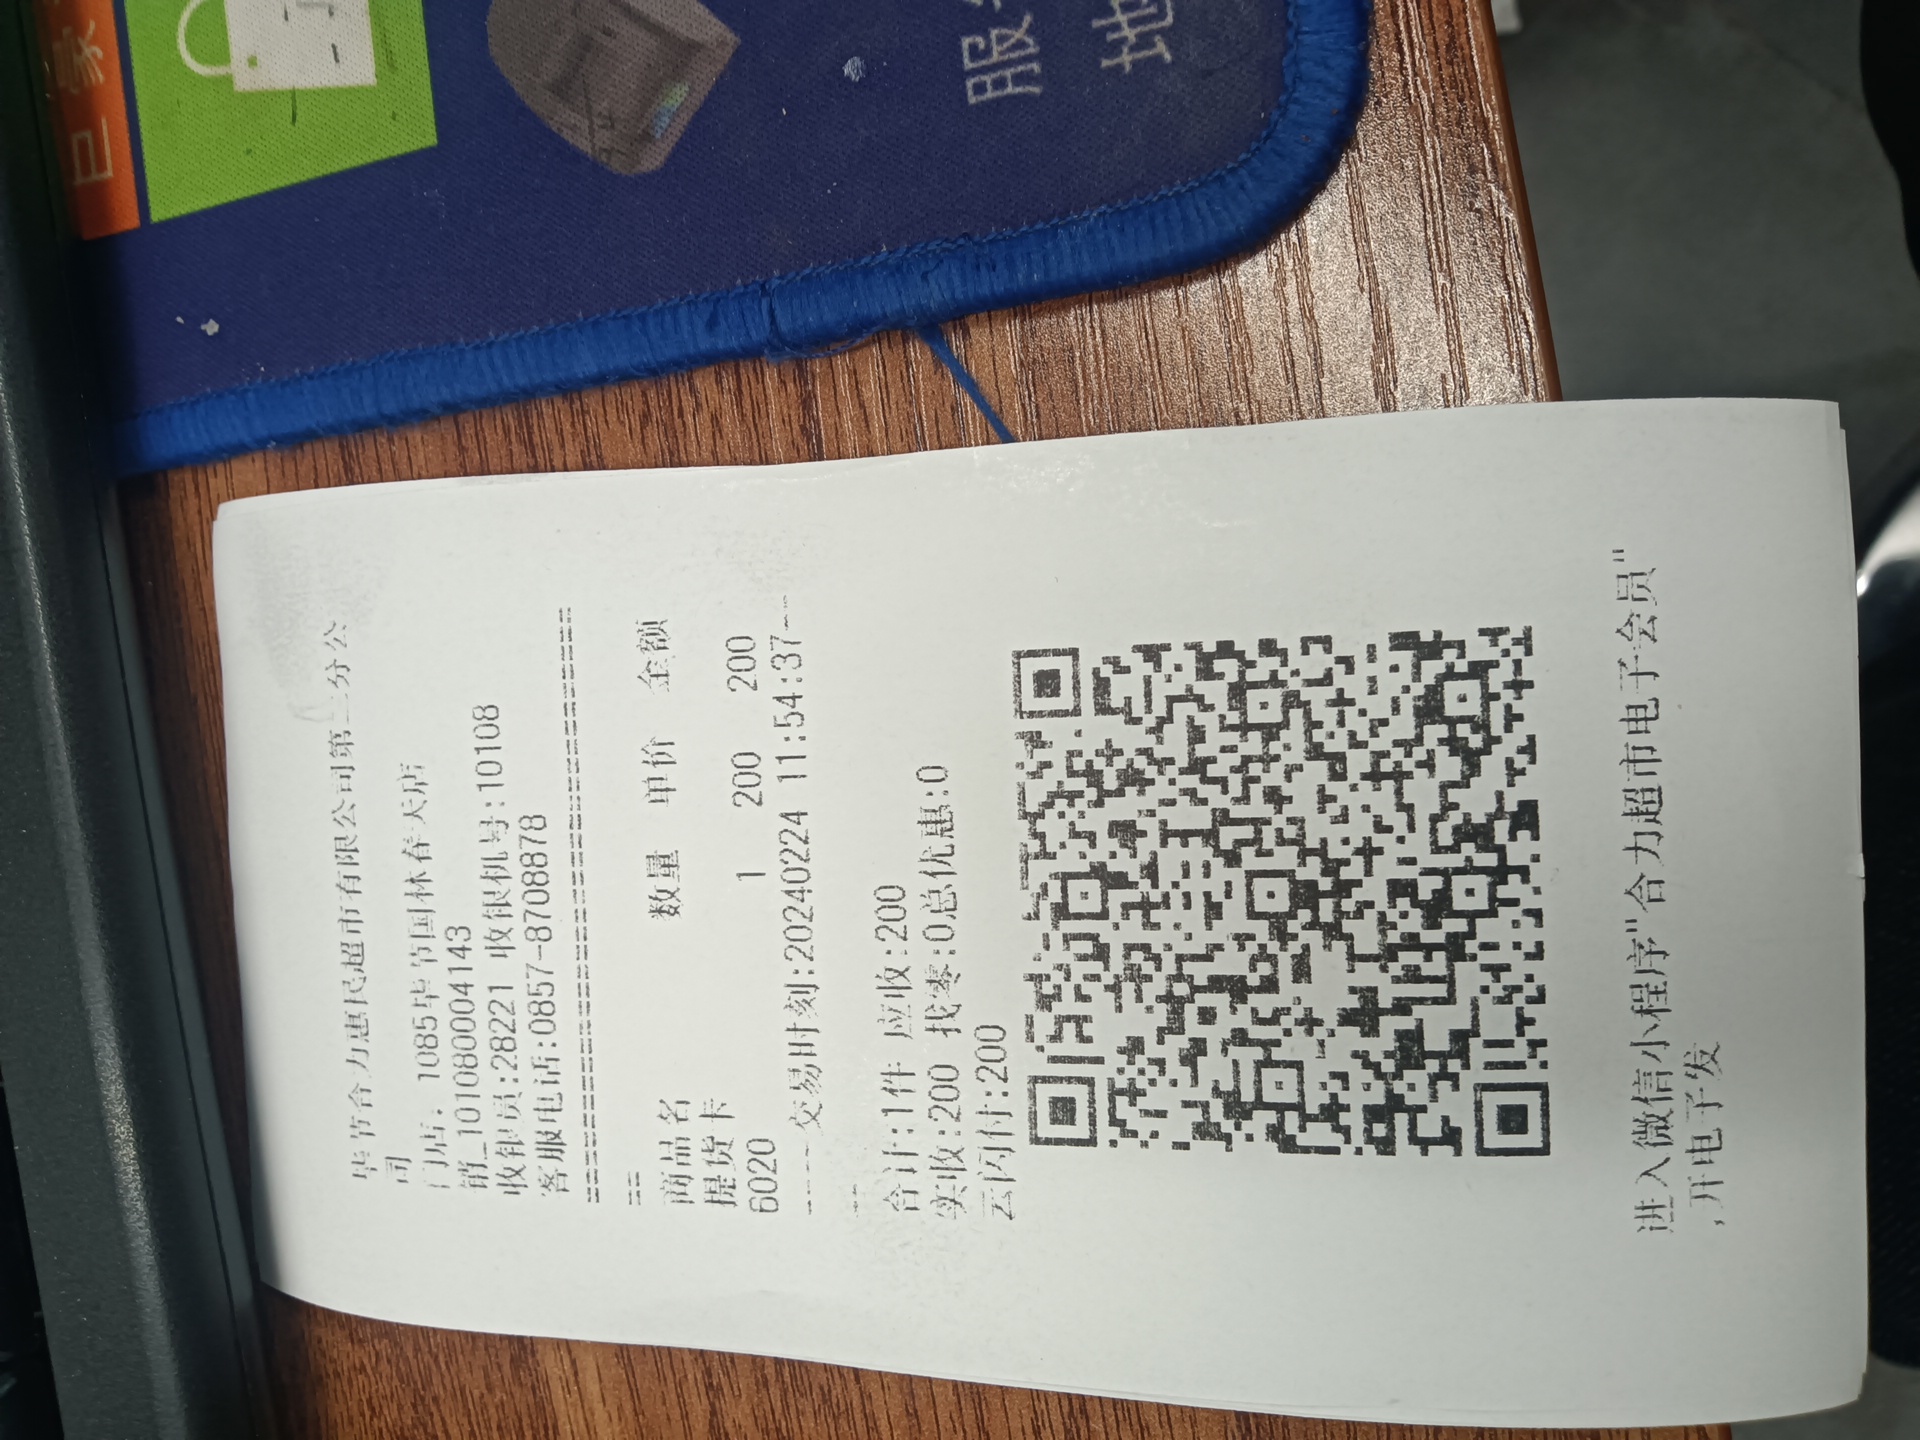 毕节合力惠民超市有限公司第二分公
司
门店: 1085毕节国林春天店
销_101080004143
收银员:28221 收银机号:10108
客服电话:0857-8708878
商品名 数量 单价 金额
提货卡
6020 1 200 200
----交易时刻:20240224 11:54:37--
--
合计:1件 应收:200
实收:200 找零:0总优惠:0
云闪付:200
进入微信小程序"合力超市电子会员"
,开电子发
服
地